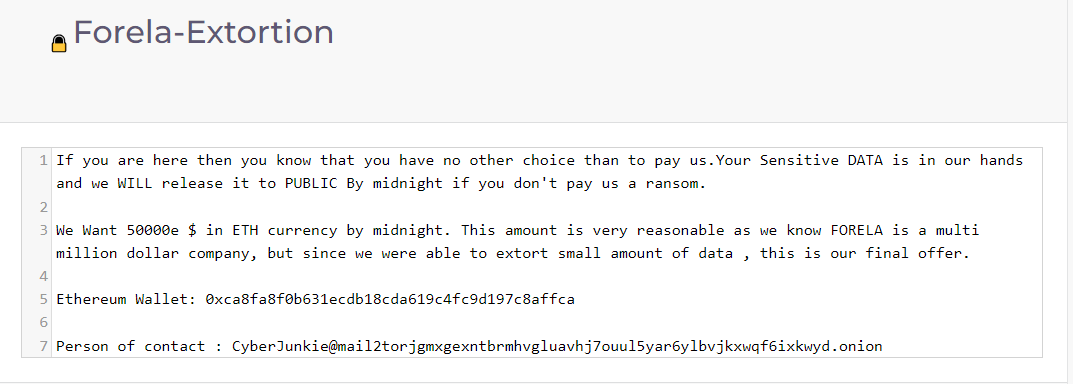 Forela-Extortion
1 If you are here then you know that you have no other choice than to pay us.Your Sensitive DATA is in our hands
and we WILL release it to PUBLIC By midnight if you don't pay us a ransom.
2
3 We Want 50000e $ in ETH currency by midnight. This amount is very reasonable as we know FORELA is a multi
million dollar company, but since we were able to extort small amount of data , this is our final offer.
4
5 Ethereum Wallet: 0xca8fa8f0b631ecdb18cda619c4fc9d197c8affca
6
7 Person of contact : CyberJunkie@mail2torjgmxgexntbrmhvgluavhj7ouul5yar6ylbvjkxwqf6ixkwyd.onion